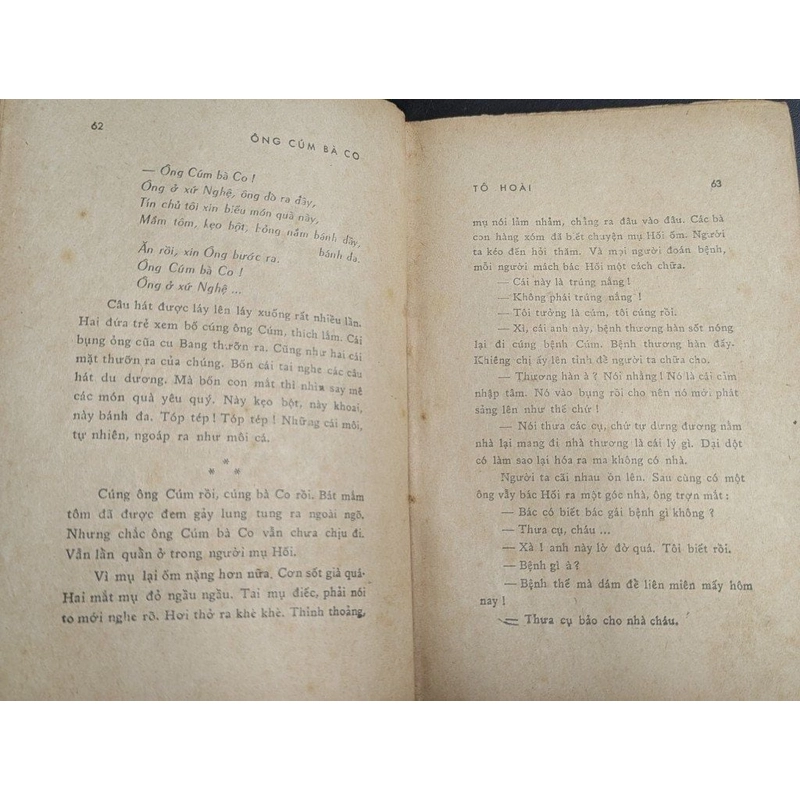 62
ÔNG CÚM BÀ CO
— Ông Cúm bà Co !
Ông ở xứ Nghệ, ông đò ra đây,
Tín chủ tôi xin biếu món quà này,
Mắm tôm, kẹo bột, bỏng nắm bánh đầy,
bánh đa.
Ăn rồi, xin Ông bước ra.
Ông Cúm bà Co !
Ông ở xứ Nghệ ...
Câu hát được láy lên láy xuống rất nhiều lần.
Hai đứa trẻ xem bố cúng ông Cúm, thích lắm. Cái
bụng ỏng của cu Bang thưỡn ra. Cũng như hai cái
mặt thưỡn ra của chúng. Bốn cái tai nghe các câu
hát du dương. Mà bốn con mắt thì nhìn say mê
các món quà yêu quý. Này kẹo bột, này khoai,
này bánh đa. Tóp tép ! Tóp tép ! Những cái môi,
tự nhiên, ngoáp ra như môi cá.
*
* *
Cúng ông Cúm rồi, cúng bà Co rồi. Bát mắm
tôm đã được đem gảy lung tung ra ngoài ngõ.
Nhưng chắc ông Cúm bà Co vẫn chưa chịu đi.
Vẫn lần quần ở trong người mụ Hối.
Vì mụ lại ốm nặng hơn nữa. Cơn sốt giả quá.
Hai mắt mụ đỏ ngầu ngầu. Tai mụ điếc, phải nói
to mới nghe rõ. Hơi thở ra khè khè. Thỉnh thoảng,
TÔ HOÀI
63
mụ nói lảm nhảm, chẳng ra đâu vào đâu. Các bà
con hàng xóm đã biết chuyện mụ Hối ốm. Người
ta kéo đến hỏi thăm. Và mọi người đoán bệnh,
mỗi người mách bác Hối một cách chữa.
— Cái này là trúng nắng !
— Không phải trúng nắng !
— Tôi tưởng là cúm, tôi cúng rồi.
— Xì, cái anh này, bệnh thương hàn sốt nóng
lại đi cúng bệnh Cúm. Bệnh thương hàn đấy.
Khiêng chị ấy lên tỉnh để người ta chữa cho.
— Thương hàn à ? Nói nhảng ! Nó là cái cảm
nhập tâm. Nó vào bụng rồi cho nên nó mới phát
sảng lên như thế chứ !
— Nói thưa các cụ, chứ tự dưng đương nằm
nhà lại mang đi nhà thương là cái lý gì. Dại dột
có làm sao lại hóa ra ma không có nhà.
Người ta cãi nhau ỏn lên. Sau cùng có một
ông vẫy bác Hối ra một góc nhà, ông trợn mắt :
— Bác có biết bác gái bệnh gì không ?
— Thưa cụ, cháu ...
— Xà ! anh này lờ đờ quá. Tôi biết rồi.
— Bệnh gì à ?
— Bệnh thế mà dám để liên miên mấy hôm
nay !
— Thưa cụ bảo cho nhà cháu.